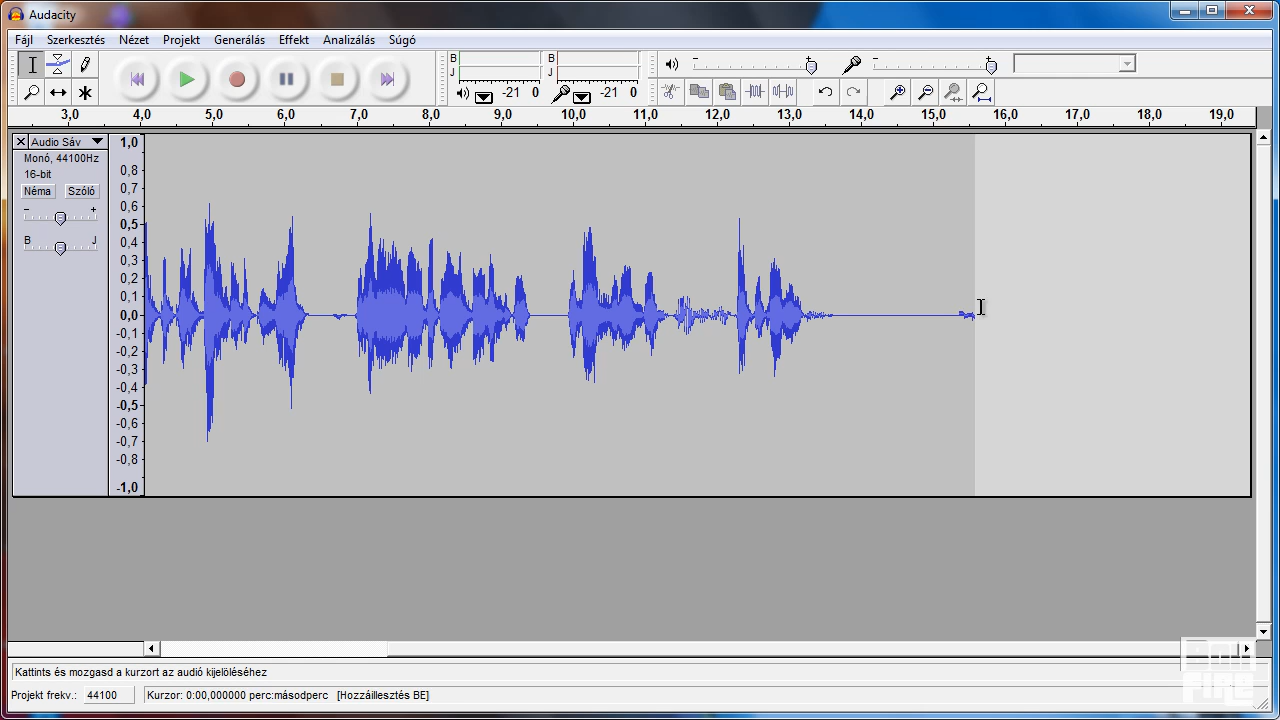 Audacity
Fájl Szerkesztés Nézet Projekt Generálás Effekt Analizálás Súgó
B B
J J
-21 0 -21 0
3,0 4,0 5,0 6,0 7,0 8,0 9,0 10,0 11,0 12,0 13,0 14,0 15,0 16,0 17,0 18,0 19,0
Audio Sáv
Monó, 44100Hz
16-bit
Néma Szóló
- +
B J
1,0
0,8
0,7
0,6
0,5
0,4
0,3
0,2
0,1
0,0
-0,1
-0,2
-0,3
-0,4
-0,5
-0,6
-0,7
-0,8
-1,0
Kattints és mozgasd a kurzort az audió kijelöléséhez
Projekt frekv.: 44100 Kurzor: 0:00,000000 perc:másodperc [Hozzáillesztés BE]
BON
FIRE